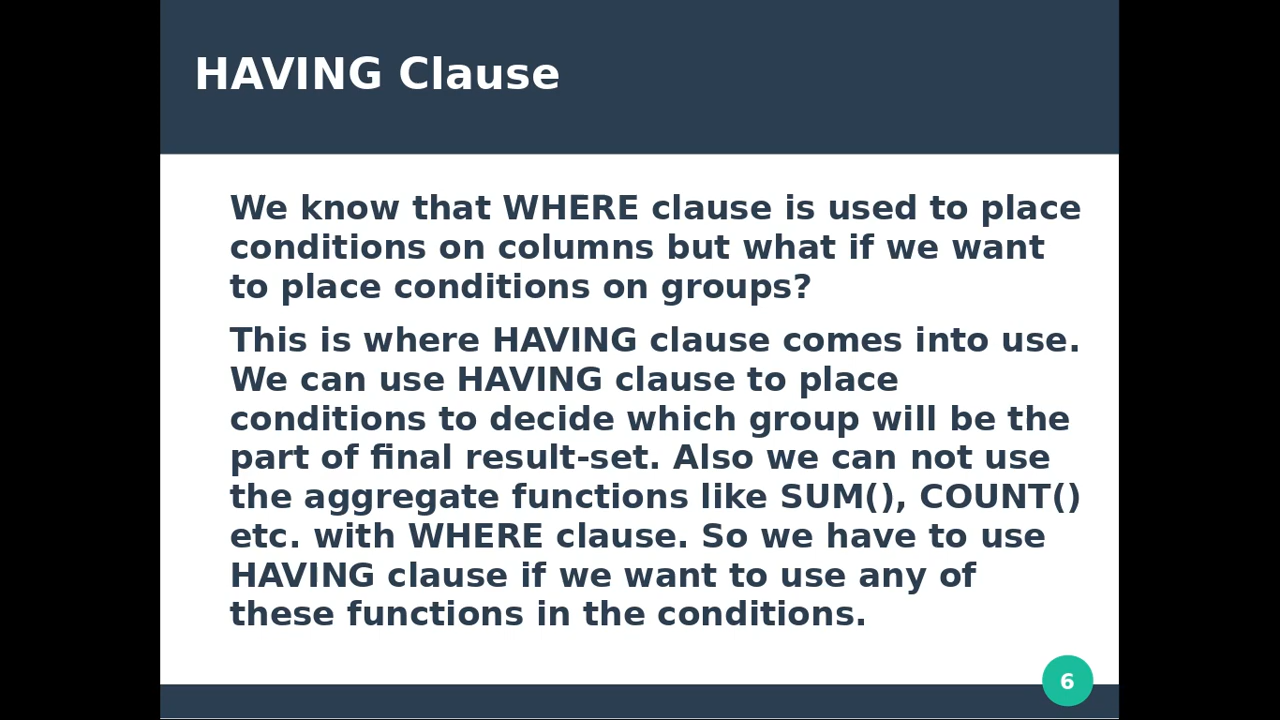 HAVING Clause
We know that WHERE clause is used to place
conditions on columns but what if we want
to place conditions on groups?
This is where HAVING clause comes into use.
We can use HAVING clause to place
conditions to decide which group will be the
part of final result-set. Also we can not use
the aggregate functions like SUM(), COUNT()
etc. with WHERE clause. So we have to use
HAVING clause if we want to use any of
these functions in the conditions.
6